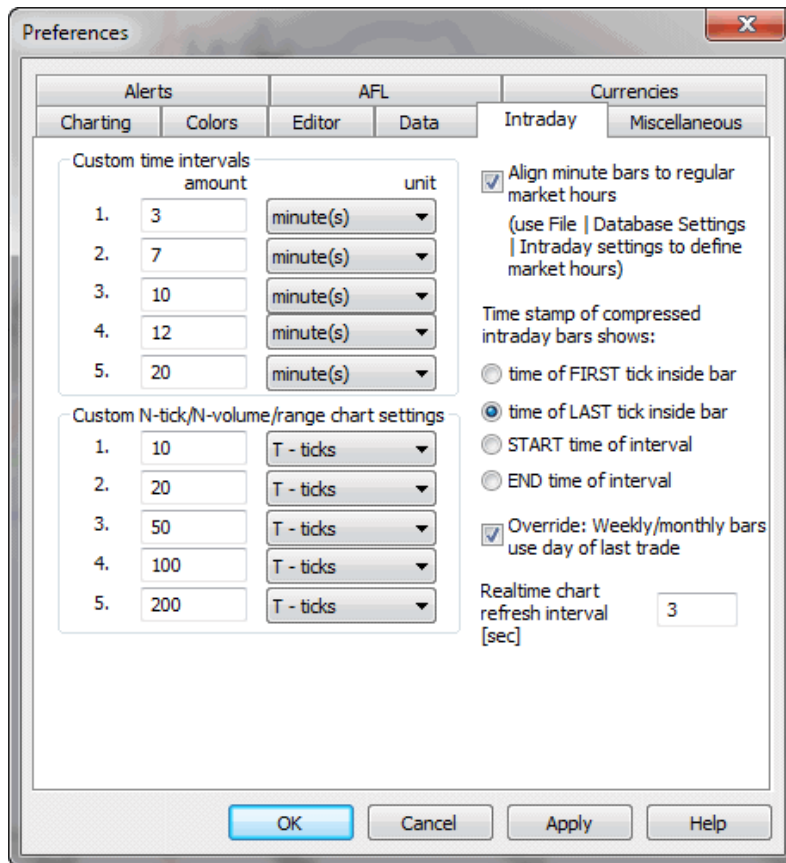 Preferences
Alerts AFL Currencies
Charting Colors Editor Data Intraday Miscellaneous
Custom time intervals
amount unit
1. 3 minute(s)
2. 7 minute(s)
3. 10 minute(s)
4. 12 minute(s)
5. 20 minute(s)
Custom N-tick/N-volume/range chart settings
1. 10 T - ticks
2. 20 T - ticks
3. 50 T - ticks
4. 100 T - ticks
5. 200 T - ticks
Align minute bars to regular
market hours
(use File | Database Settings
| Intraday settings to define
market hours)
Time stamp of compressed
intraday bars shows:
time of FIRST tick inside bar
time of LAST tick inside bar
START time of interval
END time of interval
Override: Weekly/monthly bars
use day of last trade
Realtime chart
refresh interval 3
[sec]
OK Cancel Apply Help